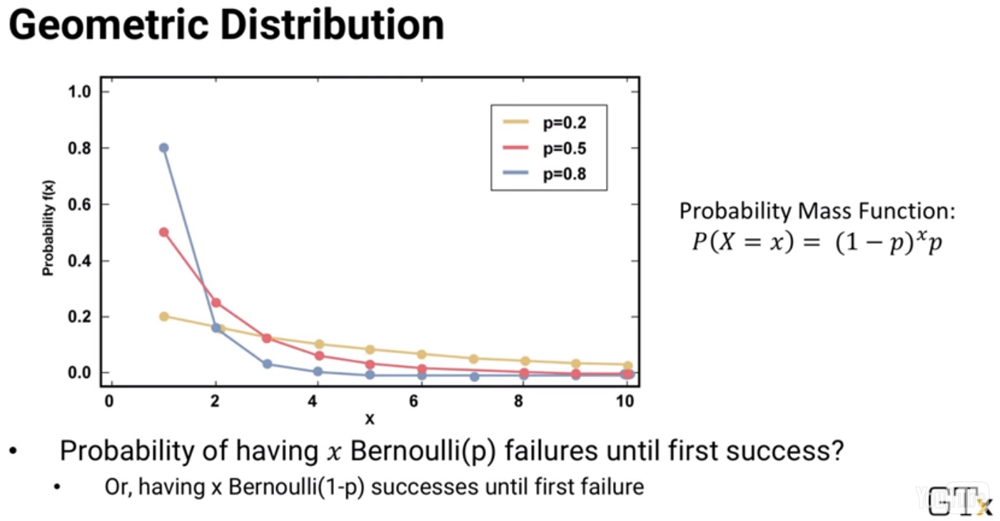 Geometric Distribution
1.0
0.8
0.6
0.4
0.2
0.0
Probability f(x)
p=0.2
p=0.5
p=0.8
0 2 4 6 8 10
x
Probability Mass Function:
P(X = x) = (1 − p)ˣp
• Probability of having x Bernoulli(p) failures until first success?
• Or, having x Bernoulli(1-p) successes until first failure
YouTube
GTx